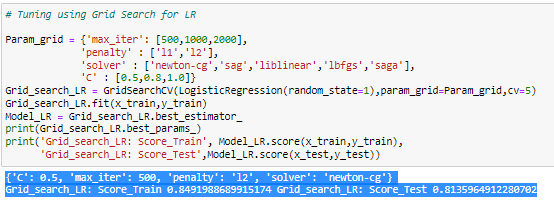 # Tuning using Grid Search for LR
Param_grid = {'max_iter': [500,1000,2000],
'penalty' : ['l1','l2'],
'solver' : ['newton-cg','sag','liblinear','lbfgs','saga'],
'C' : [0.5,0.8,1.0]}
Grid_search_LR = GridSearchCV(LogisticRegression(random_state=1),param_grid=Param_grid,cv=5)
Grid_search_LR.fit(x_train,y_train)
Model_LR = Grid_search_LR.best_estimator_
print(Grid_search_LR.best_params_)
print('Grid_search_LR: Score_Train', Model_LR.score(x_train,y_train),
'Grid_search_LR: Score_Test',Model_LR.score(x_test,y_test))
{'C': 0.5, 'max_iter': 500, 'penalty': 'l2', 'solver': 'newton-cg'}
Grid_search_LR: Score_Train 0.8491988689915174 Grid_search_LR: Score_Test 0.8135964912280702